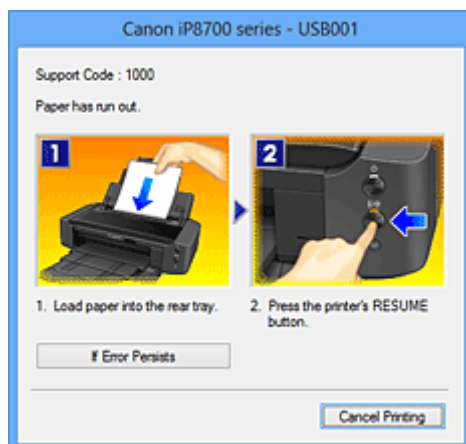 Canon iP8700 series - USB001
Support Code : 1000
Paper has run out.
1
2
1. Load paper into the rear tray.
2. Press the printer's RESUME
button.
If Error Persists
Cancel Printing